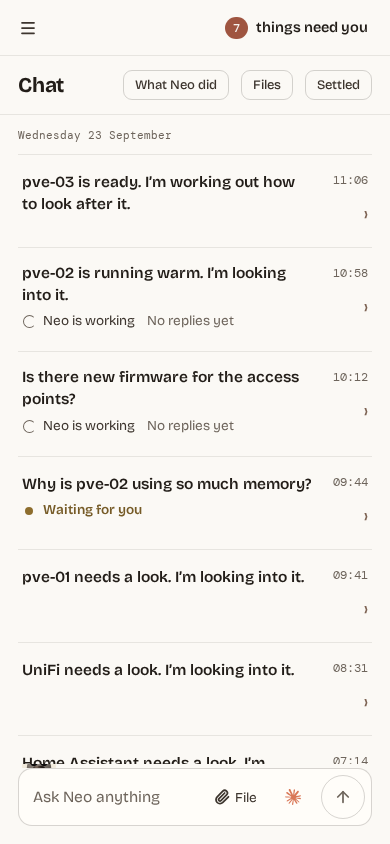 7 things need you
Chat
What Neo did
Files
Settled
Wednesday 23 September
pve-03 is ready. I'm working out how
to look after it.
11:06
pve-02 is running warm. I'm looking
into it.
10:58
Neo is working No replies yet
Is there new firmware for the access
points?
10:12
Neo is working No replies yet
Why is pve-02 using so much memory?
09:44
Waiting for you
pve-01 needs a look. I'm looking into it.
09:41
UniFi needs a look. I'm looking into it.
08:31
Home Assistant needs a look. I'm
07:14
Ask Neo anything
File